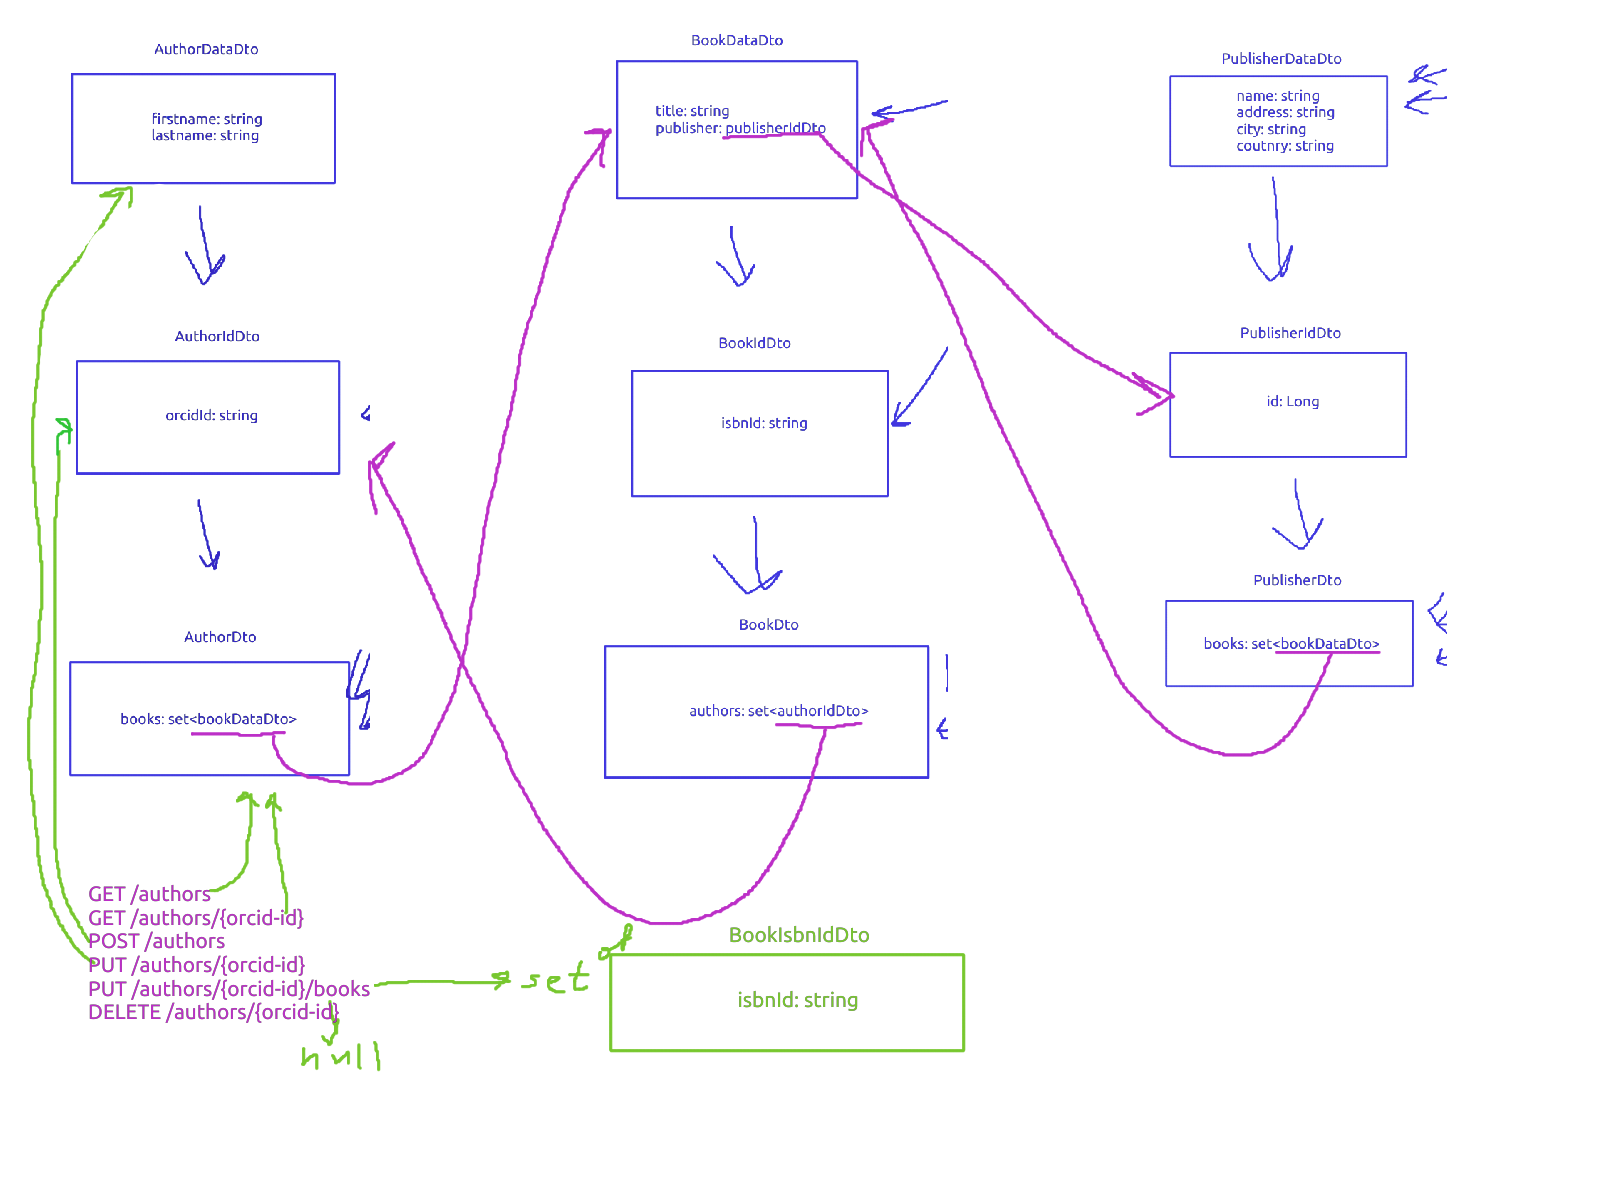 AuthorDataDto
firstname: string
lastname: string
AuthorIdDto
orcidId: string
AuthorDto
books: set<bookDataDto>
GET /authors
GET /authors/{orcid-id}
POST /authors
PUT /authors/{orcid-id}
PUT /authors/{orcid-id}/books
DELETE /authors/{orcid-id}
null
set of
BookDataDto
title: string
publisher: publisherIdDto
BookIdDto
isbnId: string
BookDto
authors: set<authorIdDto>
BookIsbnIdDto
isbnId: string
PublisherDataDto
name: string
address: string
city: string
coutnry: string
PublisherIdDto
id: Long
PublisherDto
books: set<bookDataDto>